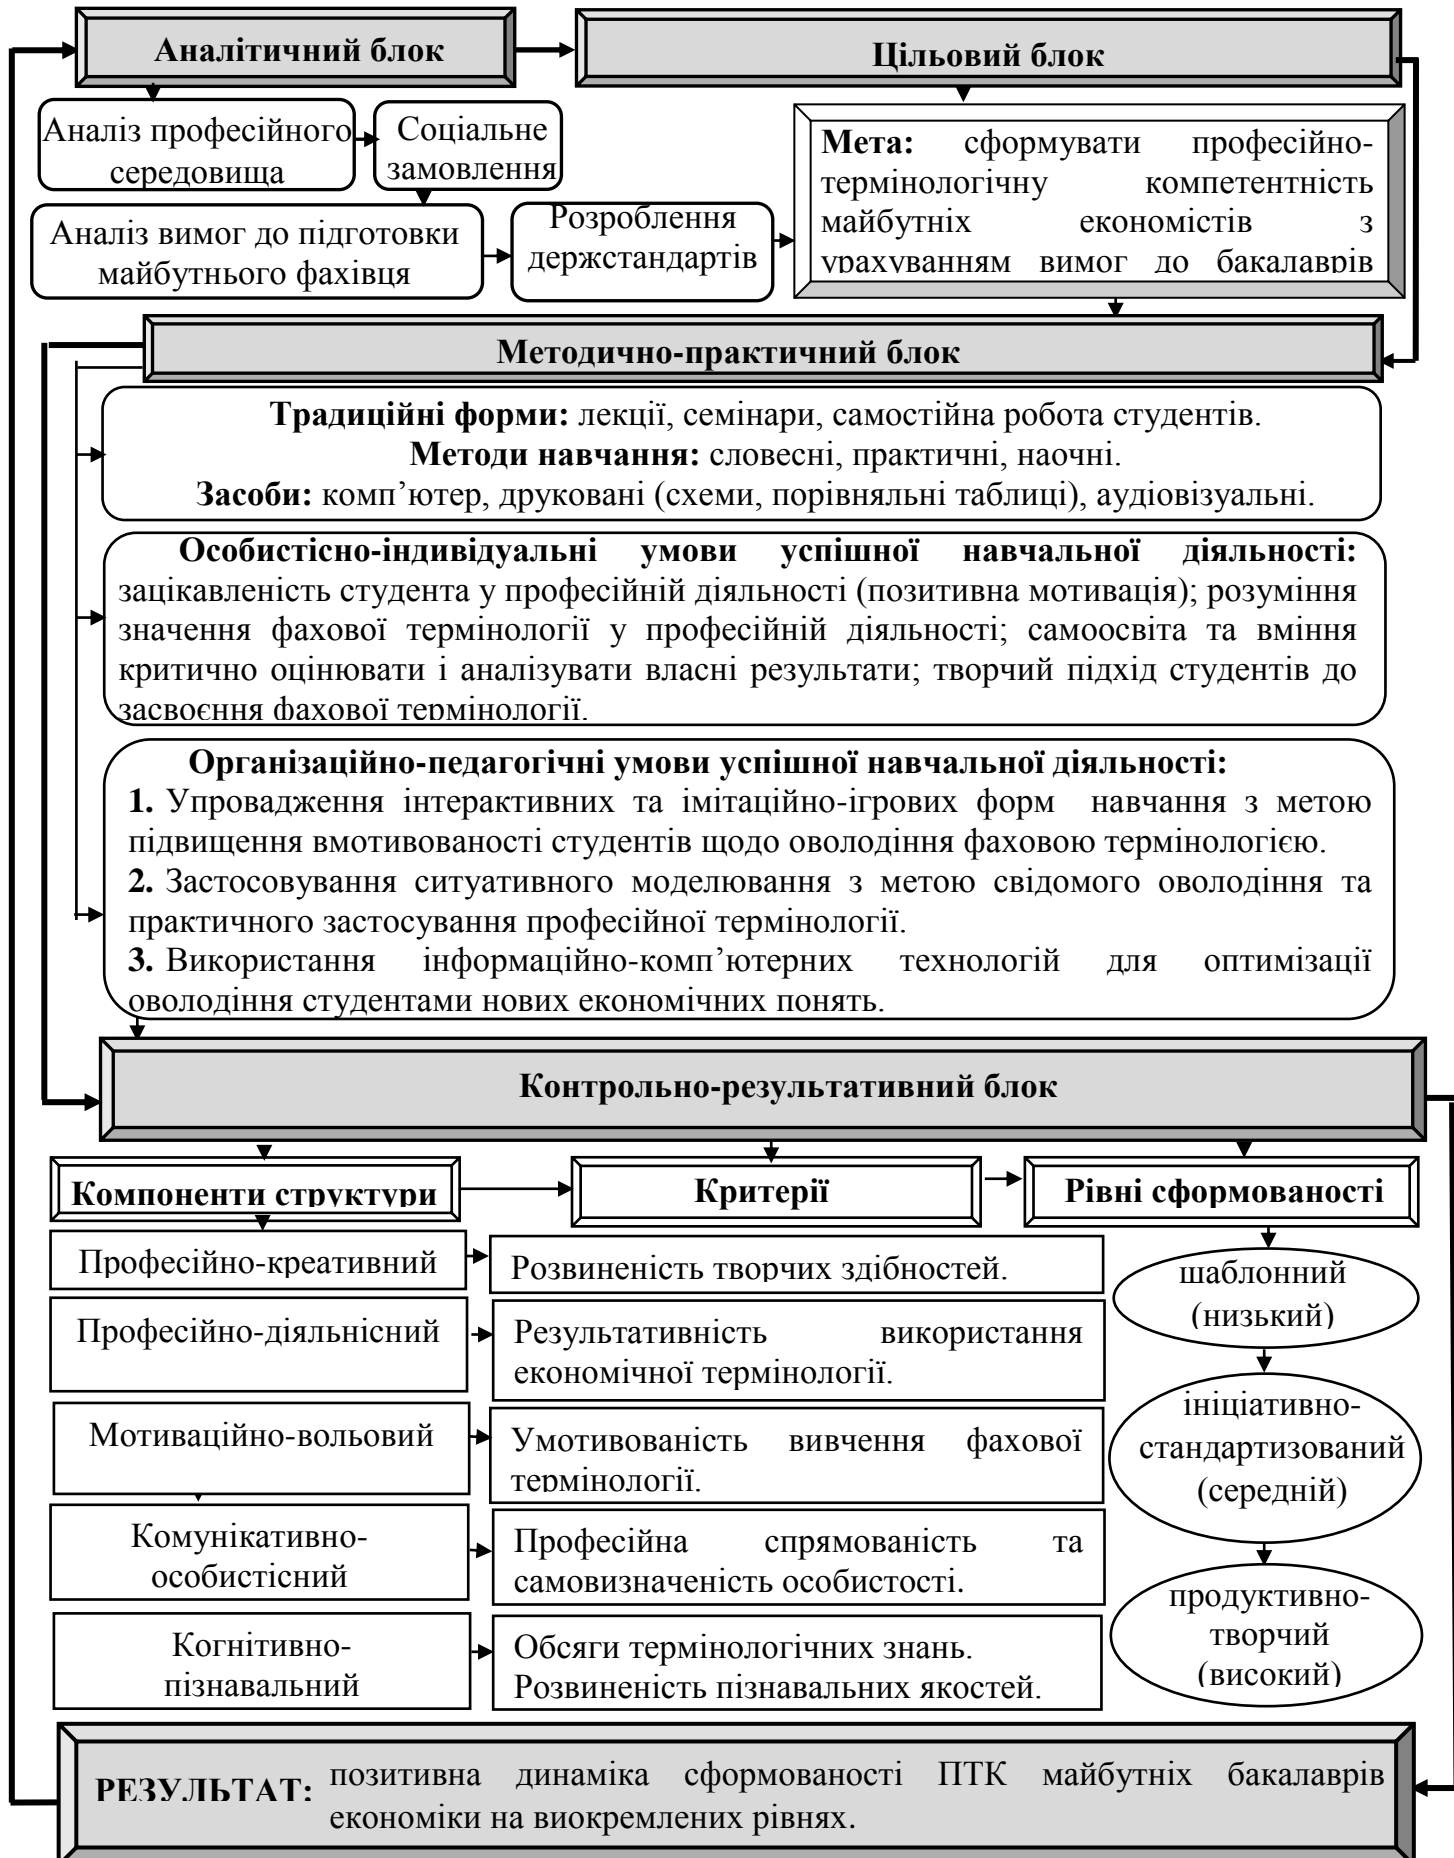 Аналітичний блок
Цільовий блок
Аналіз професійного
середовища
Соціальне
замовлення
Аналіз вимог до підготовки
майбутнього фахівця
Розроблення
держстандартів
Мета: сформувати професійно-
термінологічну компетентність
майбутніх економістів з
урахуванням вимог до бакалаврів
Методично-практичний блок
Традиційні форми: лекції, семінари, самостійна робота студентів.
Методи навчання: словесні, практичні, наочні.
Засоби: комп’ютер, друковані (схеми, порівняльні таблиці), аудіовізуальні.
Особистісно-індивідуальні умови успішної навчальної діяльності:
зацікавленість студента у професійній діяльності (позитивна мотивація); розуміння
значення фахової термінології у професійній діяльності; самоосвіта та вміння
критично оцінювати і аналізувати власні результати; творчий підхід студентів до
засвоєння фахової термінології.
Організаційно-педагогічні умови успішної навчальної діяльності:
1. Упровадження інтерактивних та імітаційно-ігрових форм навчання з метою
підвищення вмотивованості студентів щодо оволодіння фаховою термінологією.
2. Застосовування ситуативного моделювання з метою свідомого оволодіння та
практичного застосування професійної термінології.
3. Використання інформаційно-комп’ютерних технологій для оптимізації
оволодіння студентами нових економічних понять.
Контрольно-результативний блок
Компоненти структури
Критерії
Рівні сформованості
Професійно-креативний
Розвиненість творчих здібностей.
шаблонний
(низький)
Професійно-діяльнісний
Результативність використання
економічної термінології.
Мотиваційно-вольовий
Умотивованість вивчення фахової
термінології.
ініціативно-
стандартизований
(середній)
Комунікативно-
особистісний
Професійна спрямованість та
самовизначеність особистості.
Когнітивно-
пізнавальний
Обсяги термінологічних знань.
Розвиненість пізнавальних якостей.
продуктивно-
творчий
(високий)
РЕЗУЛЬТАТ: позитивна динаміка сформованості ПТК майбутніх бакалаврів
економіки на виокремлених рівнях.